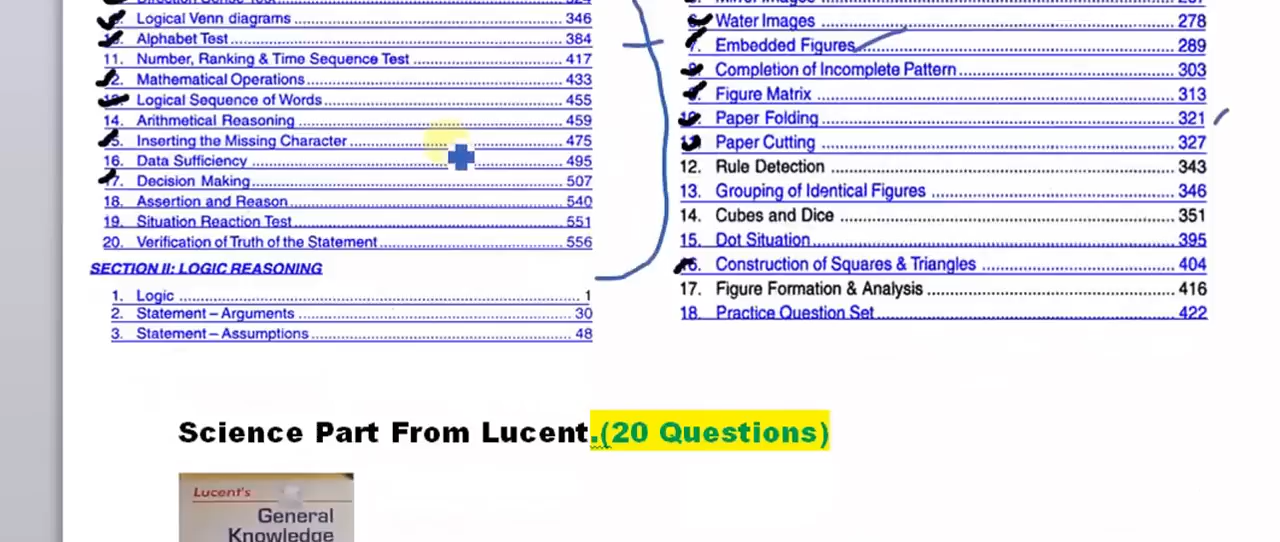 Direction Sense Test 324
Logical Venn diagrams 346
Alphabet Test 384
11. Number, Ranking & Time Sequence Test 417
Mathematical Operations 433
Logical Sequence of Words 455
14. Arithmetical Reasoning 459
Inserting the Missing Character 475
16. Data Sufficiency 495
Decision Making 507
18. Assertion and Reason 540
19. Situation Reaction Test 551
20. Verification of Truth of the Statement 556
SECTION II: LOGIC REASONING
1. Logic 1
2. Statement – Arguments 30
3. Statement – Assumptions 48
Water Images 278
7. Embedded Figures 289
Completion of Incomplete Pattern 303
Figure Matrix 313
Paper Folding 321
Paper Cutting 327
12. Rule Detection 343
13. Grouping of Identical Figures 346
14. Cubes and Dice 351
15. Dot Situation 395
Construction of Squares & Triangles 404
17. Figure Formation & Analysis 416
18. Practice Question Set 422
Science Part From Lucent.(20 Questions)
Lucent's
General
Knowledge